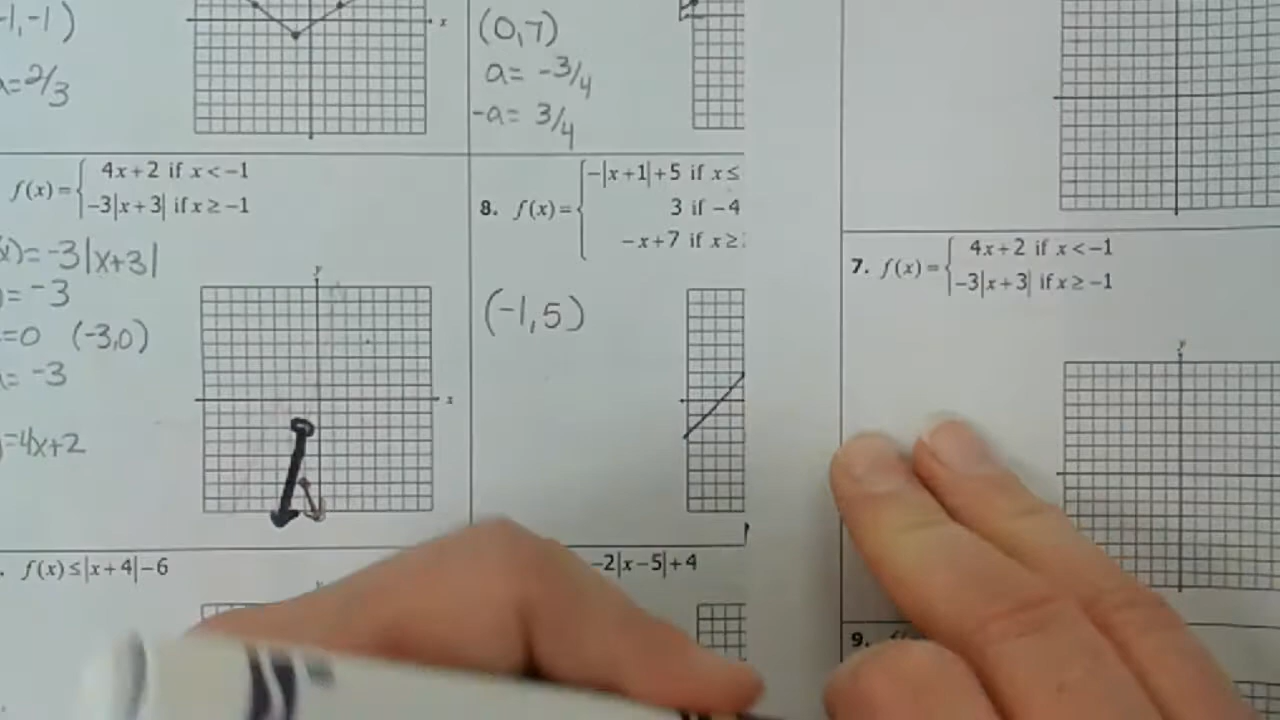 -1,-1)
x
(0,7)
a=2/3
a= -3/4
-a= 3/4
f(x)={ 4x+2 if x<-1
-3|x+3| if x≥-1
8. f(x)={ -|x+1|+5 if x≤
3 if -4
-x+7 if x≥
7. f(x)={ 4x+2 if x<-1
-3|x+3| if x≥-1
x)=-3|x+3|
=-3
=0 (-3,0)
= -3
=4x+2
y
x
(-1,5)
y
f(x)≤|x+4|-6
-2|x-5|+4
9.